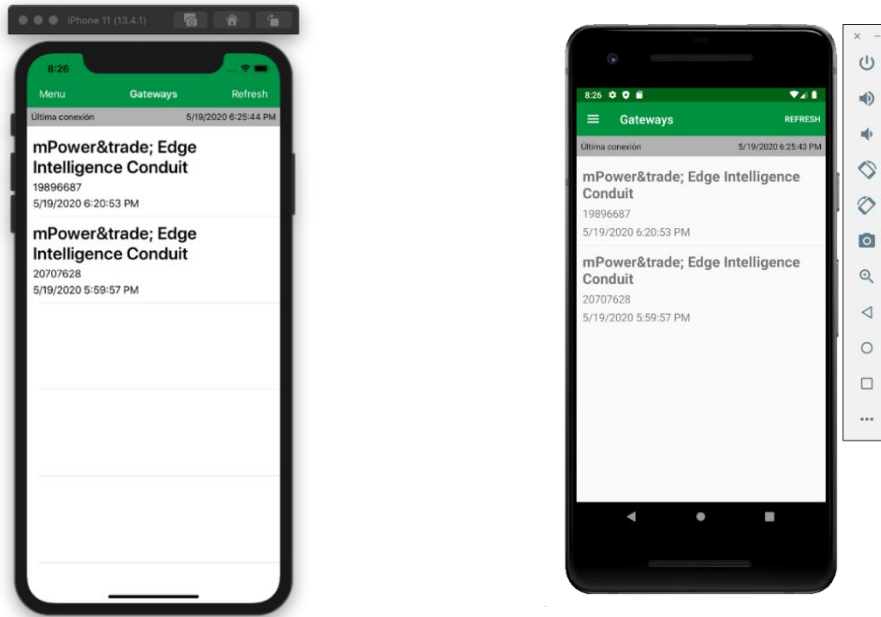 iPhone 11 (13.4.1)
8:26
Menu Gateways Refresh
Última conexión 5/19/2020 6:25:44 PM
mPower&trade; Edge
Intelligence Conduit
19896687
5/19/2020 6:20:53 PM
mPower&trade; Edge
Intelligence Conduit
20707628
5/19/2020 5:59:57 PM
8:26
Gateways REFRESH
Última conexión 5/19/2020 6:25:43 PM
mPower&trade; Edge Intelligence
Conduit
19896687
5/19/2020 6:20:53 PM
mPower&trade; Edge Intelligence
Conduit
20707628
5/19/2020 5:59:57 PM